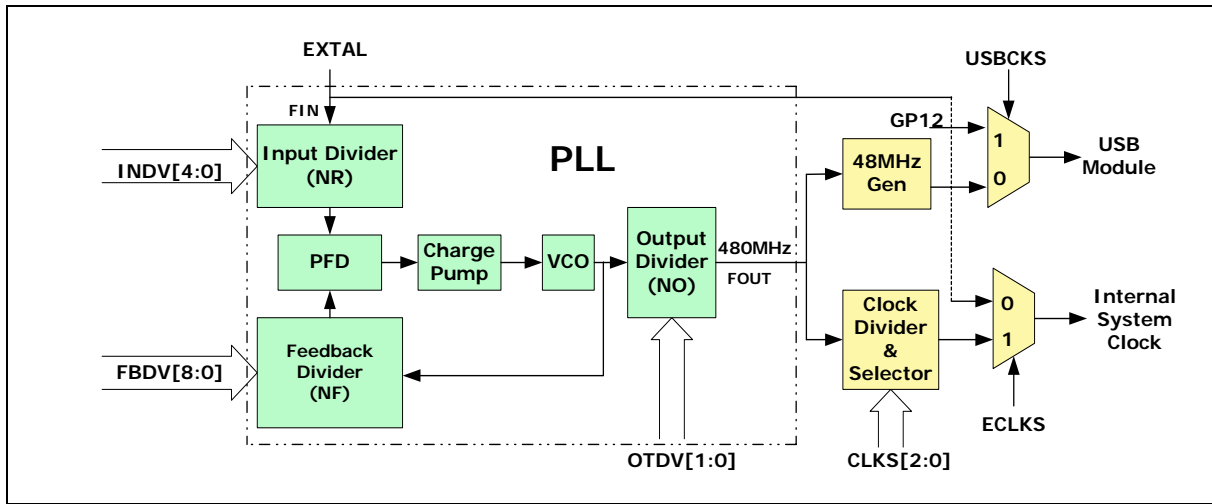 EXTAL
USBCKS
FIN
GP12
PLL
INDV[4:0]
Input Divider
(NR)
48MHz
Gen
1
0
USB
Module
PFD
Charge
Pump
VCO
Output
Divider
(NO)
480MHz
FOUT
Clock
Divider
&
Selector
0
1
Internal
System
Clock
FBDV[8:0]
Feedback
Divider
(NF)
OTDV[1:0]
CLKS[2:0]
ECLKS